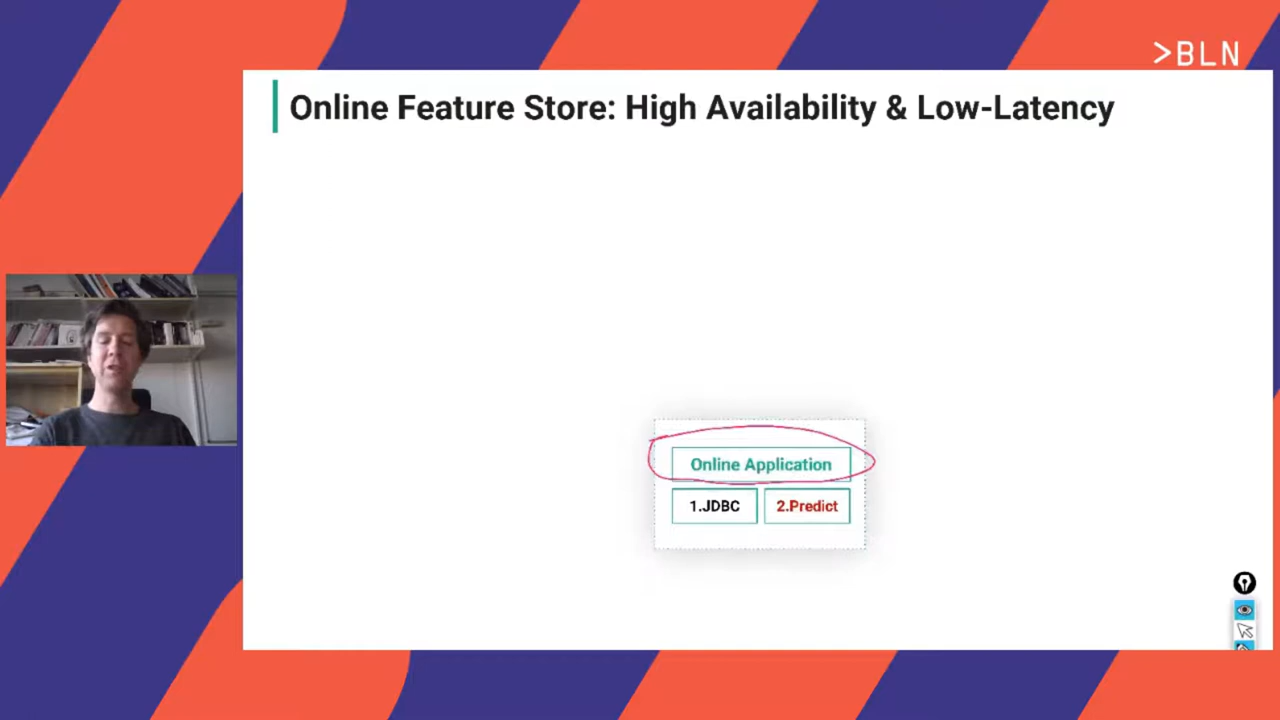 >BLN
Online Feature Store: High Availability & Low-Latency
Online Application
1.JDBC
2.Predict